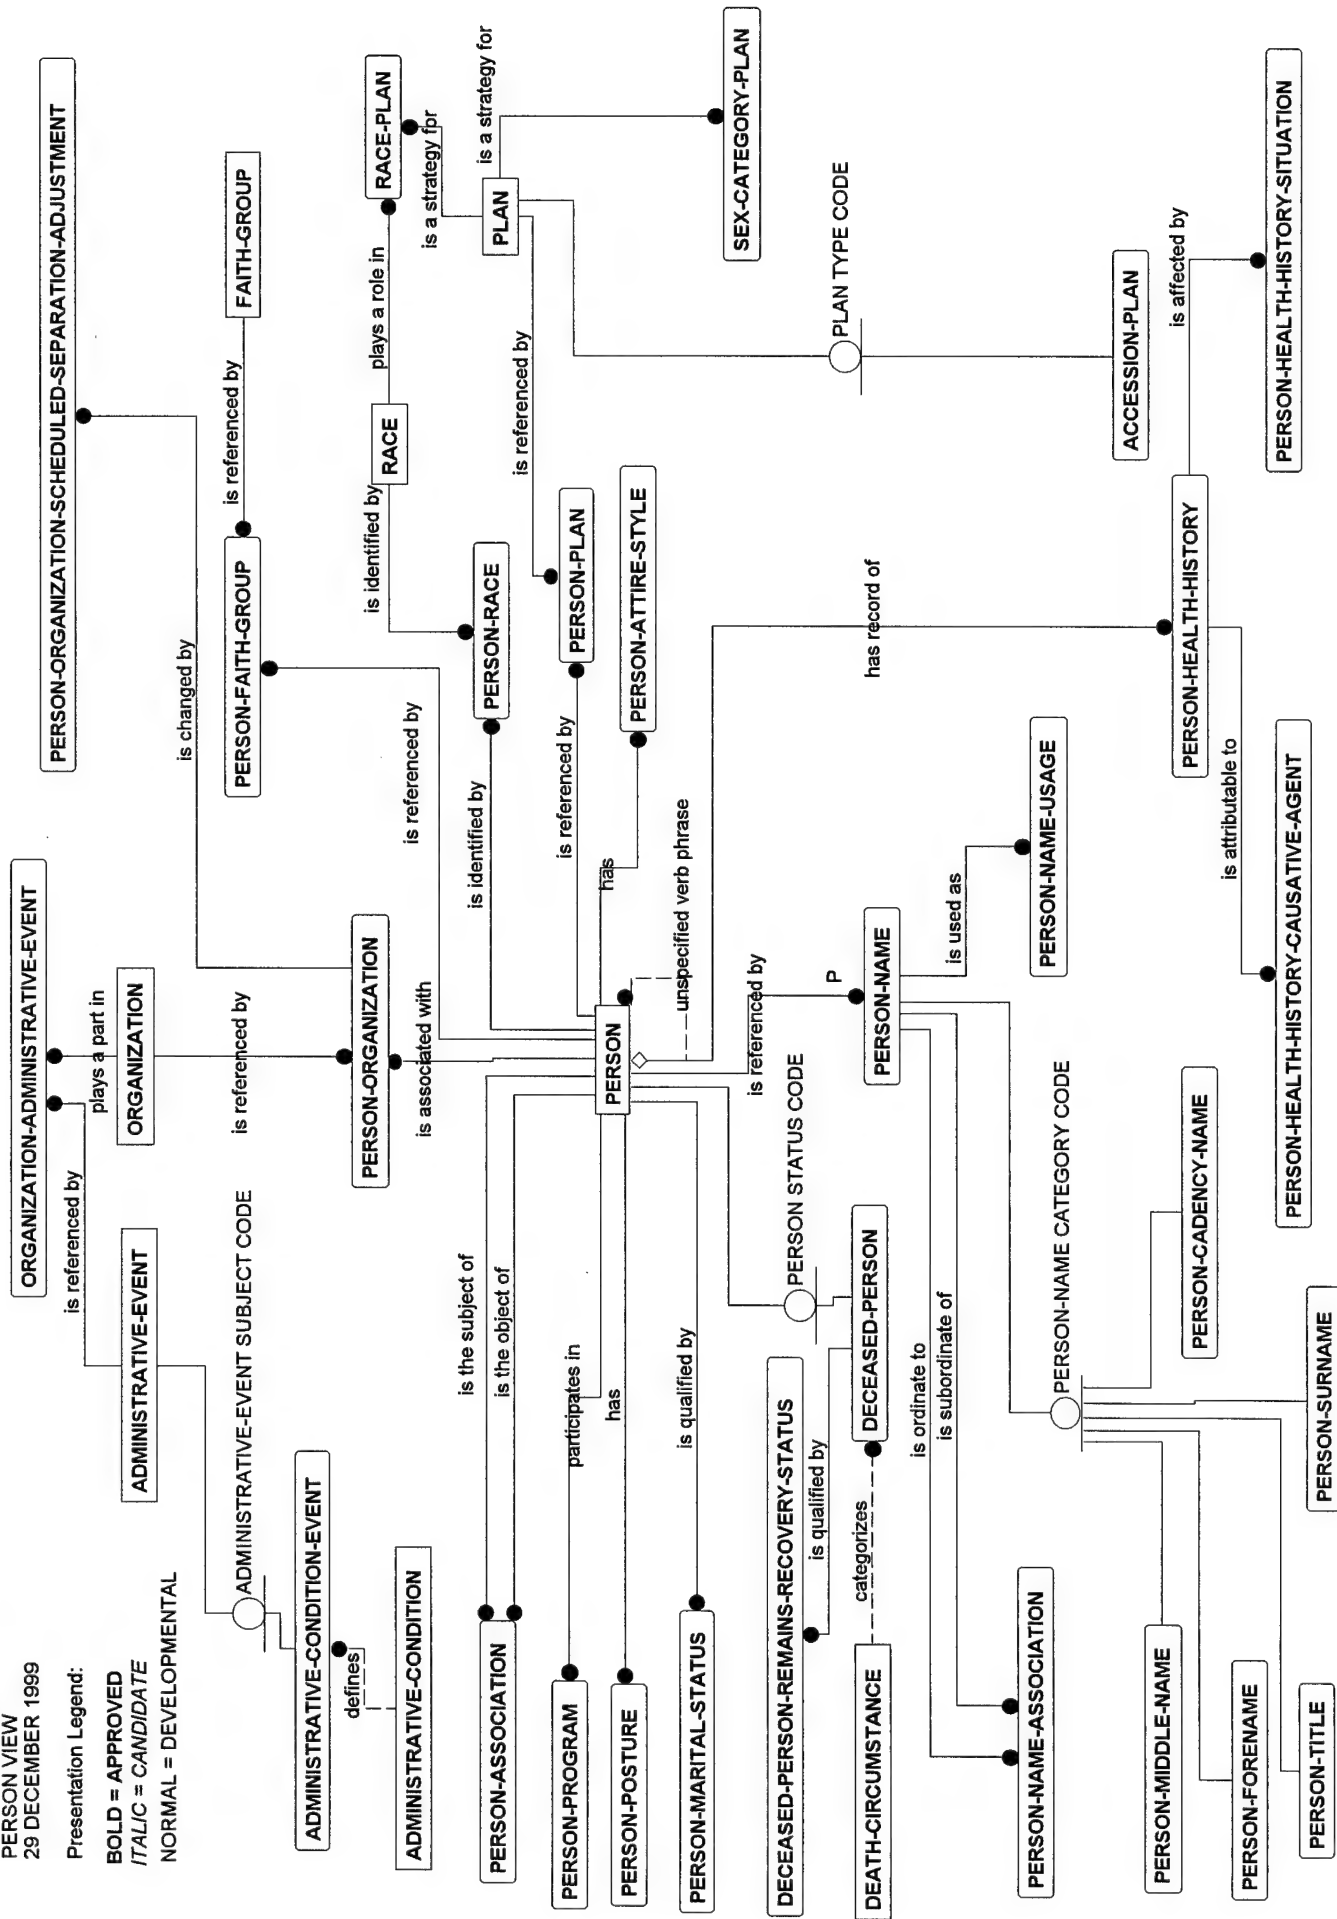 PERSON VIEW
29 DECEMBER 1999
Presentation Legend:
BOLD = APPROVED
ITALIC = CANDIDATE
NORMAL = DEVELOPMENTAL
ORGANIZATION-ADMINISTRATIVE-EVENT
is referenced by
plays a part in
ADMINISTRATIVE-EVENT
ORGANIZATION
ADMINISTRATIVE-EVENT SUBJECT CODE
is referenced by
ADMINISTRATIVE-CONDITION-EVENT
defines
ADMINISTRATIVE-CONDITION
PERSON-ORGANIZATION
is associated with
PERSON-ORGANIZATION-SCHEDULED-SEPARATION-ADJUSTMENT
is changed by
PERSON-FAITH-GROUP
is referenced by
FAITH-GROUP
is referenced by
RACE
is identified by
plays a role in
RACE-PLAN
is a strategy for
is a strategy for
PLAN
is referenced by
SEX-CATEGORY-PLAN
PLAN TYPE CODE
ACCESSION-PLAN
PERSON-RACE
is identified by
PERSON-PLAN
is referenced by
PERSON-ATTIRE-STYLE
has
PERSON
unspecified verb phrase
is the subject of
is the object of
PERSON-ASSOCIATION
participates in
PERSON-PROGRAM
has
PERSON-POSTURE
is qualified by
PERSON-MARITAL-STATUS
has record of
is referenced by
P
PERSON STATUS CODE
DECEASED-PERSON-REMAINS-RECOVERY-STATUS
is qualified by
DECEASED-PERSON
categorizes
DEATH-CIRCUMSTANCE
PERSON-NAME
is used as
PERSON-NAME-USAGE
is ordinate to
is subordinate of
PERSON-NAME-ASSOCIATION
PERSON-NAME CATEGORY CODE
PERSON-MIDDLE-NAME
PERSON-FORENAME
PERSON-TITLE
PERSON-SURNAME
PERSON-CADENCY-NAME
PERSON-HEALTH-HISTORY
is affected by
PERSON-HEALTH-HISTORY-SITUATION
is attributable to
PERSON-HEALTH-HISTORY-CAUSATIVE-AGENT